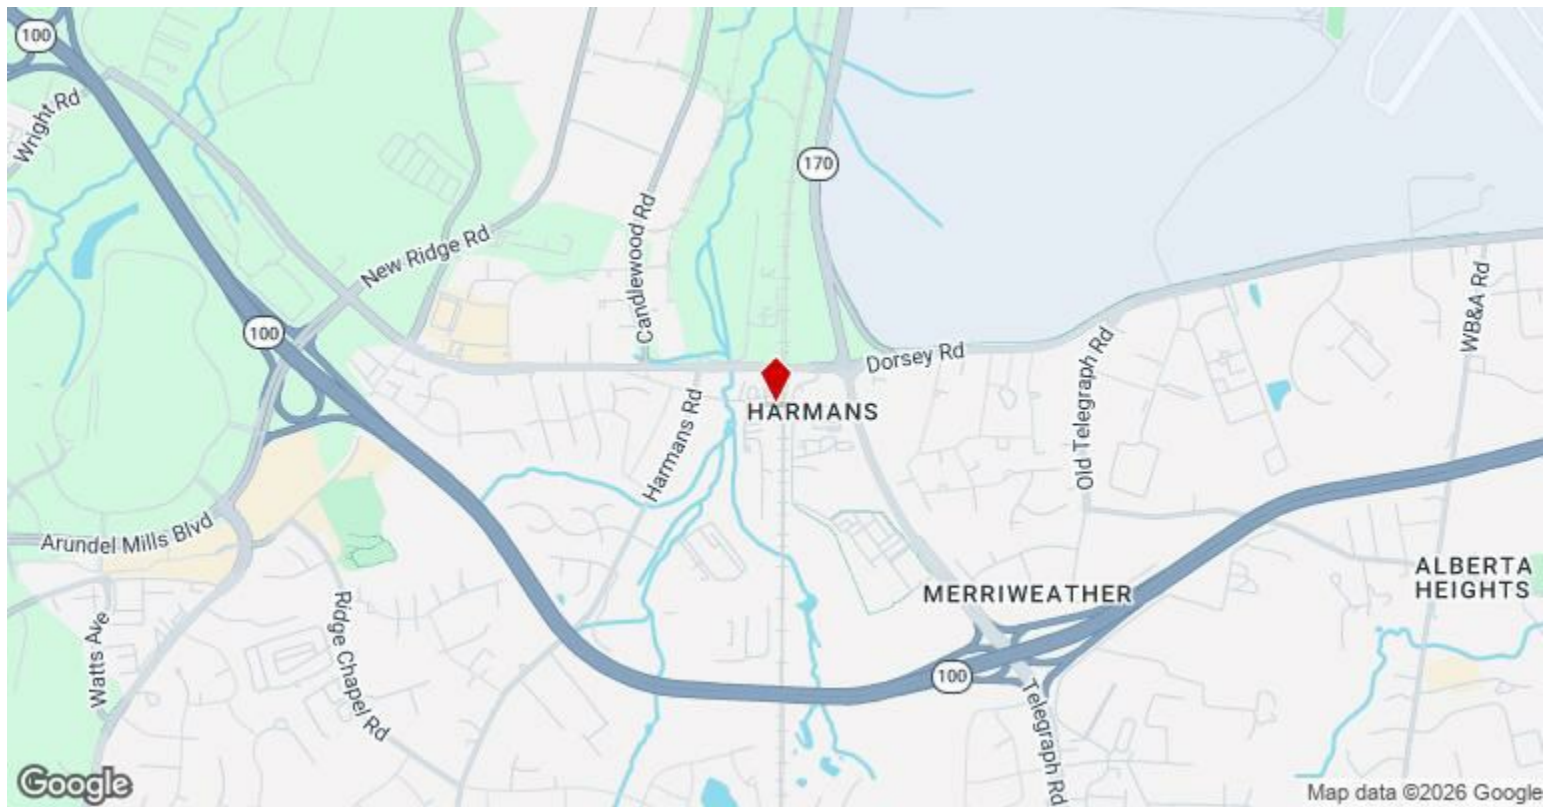 100
Wright Rd
170
Candlewood Rd
New Ridge Rd
WB&A Rd
100
Dorsey Rd
Old Telegraph Rd
HARMANS
Harmans Rd
Arundel Mills Blvd
ALBERTA
HEIGHTS
MERRIWEATHER
Watts Ave
Ridge Chapel Rd
100
Telegraph Rd
Google
Map data ©2026 Google